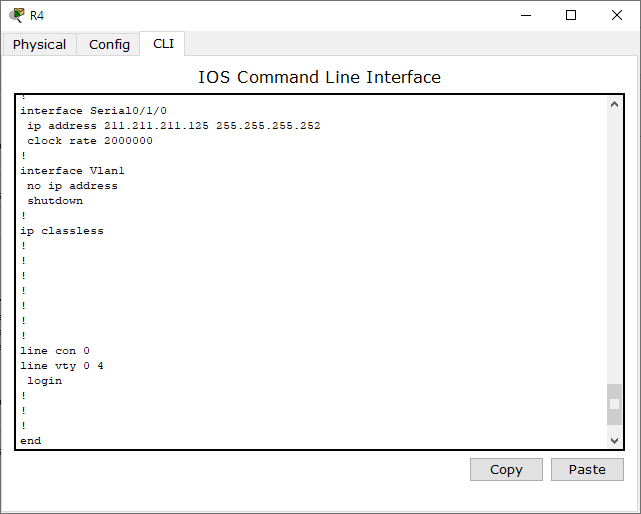 R4
Physical Config CLI
IOS Command Line Interface
!
interface Serial0/1/0
 ip address 211.211.211.125 255.255.255.252
 clock rate 2000000
!
interface Vlan1
 no ip address
 shutdown
!
ip classless
!
!
!
!
!
!
!
line con 0
line vty 0 4
 login
!
!
!
end
Copy Paste